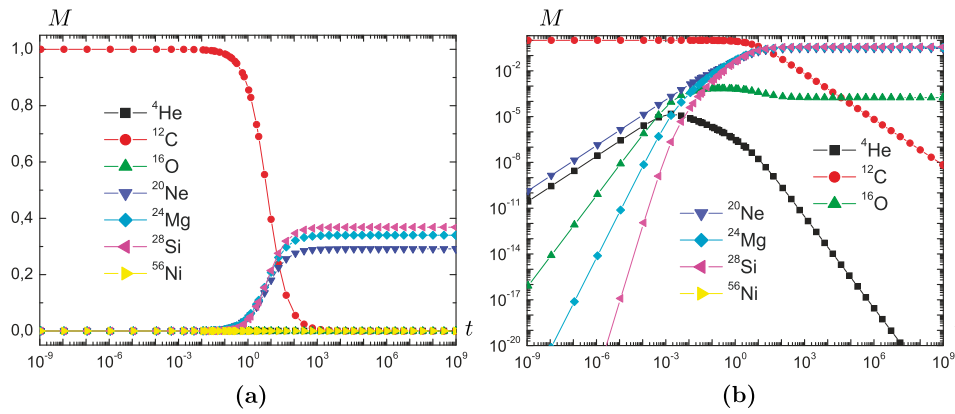 M
1,0
0,8
0,6
0,4
0,2
0,0
⁴He
¹²C
¹⁶O
²⁰Ne
²⁴Mg
²⁸Si
⁵⁶Ni
t
10⁻⁹ 10⁻⁶ 10⁻³ 10⁰ 10³ 10⁶ 10⁹
(a)
M
10⁻²
10⁻⁵
10⁻⁸
10⁻¹¹
10⁻¹⁴
10⁻¹⁷
10⁻²⁰
⁴He
¹²C
¹⁶O
²⁰Ne
²⁴Mg
²⁸Si
⁵⁶Ni
10⁻⁹ 10⁻⁶ 10⁻³ 10⁰ 10³ 10⁶ 10⁹
(b)